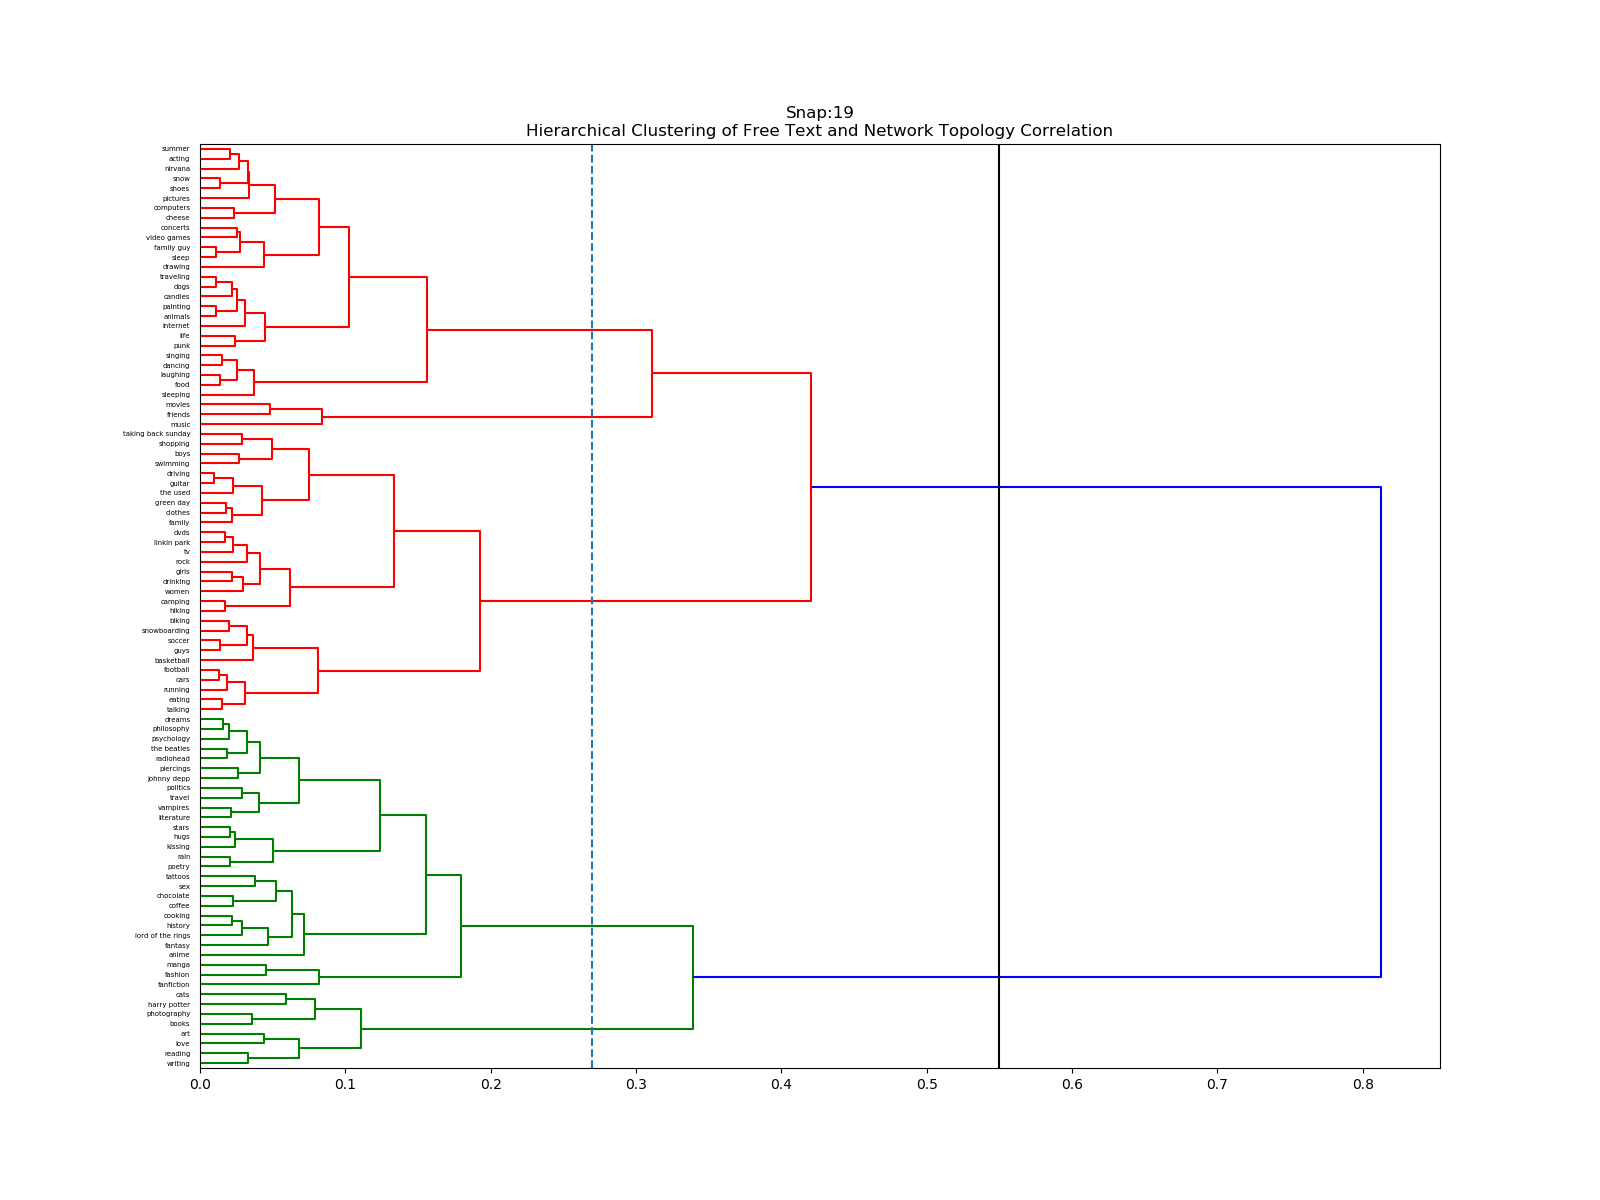 Snap:19
Hierarchical Clustering of Free Text and Network Topology Correlation
summer
acting
nirvana
snow
shoes
pictures
computers
cheese
concerts
video games
family guy
sleep
drawing
traveling
dogs
candles
painting
animals
internet
life
punk
singing
dancing
laughing
food
sleeping
movies
friends
music
taking back sunday
shopping
boys
swimming
driving
guitar
the used
green day
clothes
family
dvds
linkin park
tv
rock
girls
drinking
women
camping
hiking
biking
snowboarding
soccer
guys
basketball
football
cars
running
eating
talking
dreams
philosophy
psychology
the beatles
radiohead
piercings
johnny depp
politics
travel
vampires
literature
stars
hugs
kissing
rain
poetry
tattoos
sex
chocolate
coffee
cooking
history
lord of the rings
fantasy
anime
manga
fashion
fanfiction
cats
harry potter
photography
books
art
love
reading
writing
0.0 0.1 0.2 0.3 0.4 0.5 0.6 0.7 0.8